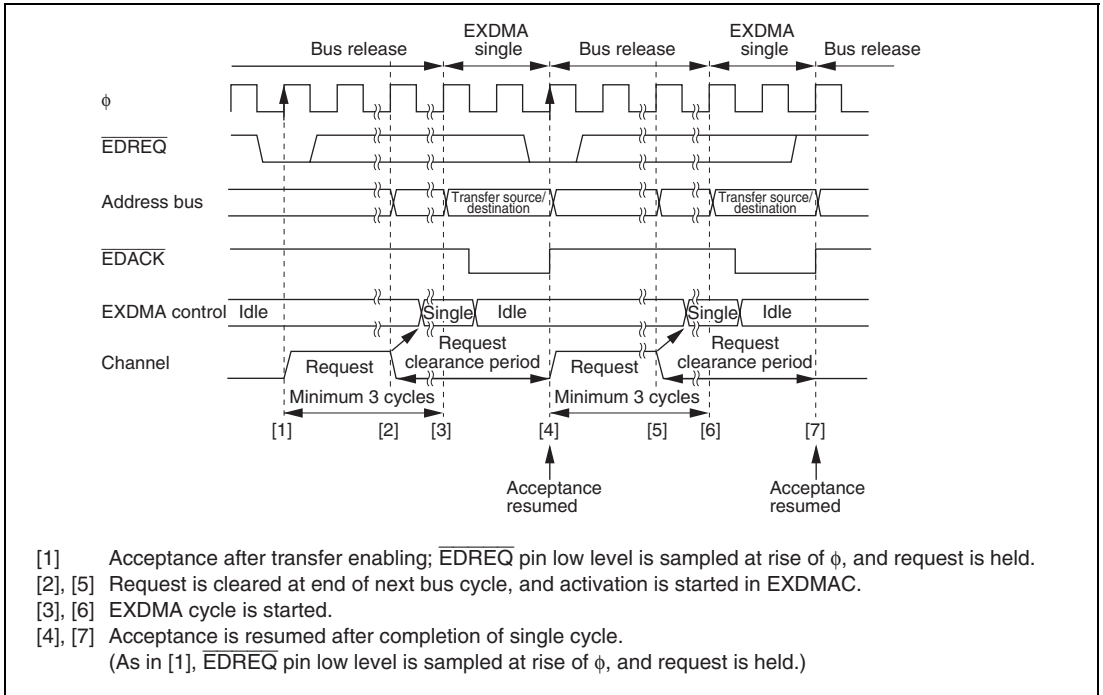 EXDMA EXDMA
Bus release single Bus release single Bus release
ϕ
EDREQ
Address bus Transfer source/ Transfer source/
destination destination
EDACK
EXDMA control Idle Single Idle Single Idle
Channel Request Request clearance period Request Request clearance period
Minimum 3 cycles Minimum 3 cycles
[1] [2] [3] [4] [5] [6] [7]
Acceptance Acceptance
resumed resumed
[1] Acceptance after transfer enabling; EDREQ pin low level is sampled at rise of ϕ, and request is held.
[2], [5] Request is cleared at end of next bus cycle, and activation is started in EXDMAC.
[3], [6] EXDMA cycle is started.
[4], [7] Acceptance is resumed after completion of single cycle.
(As in [1], EDREQ pin low level is sampled at rise of ϕ, and request is held.)